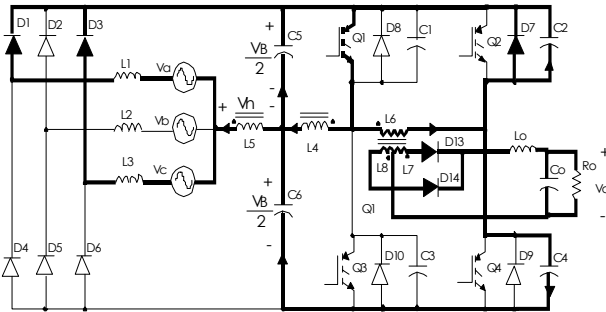 D1 D2 D3 C5 Q1 D8 C1 Q2 D7 C2
+
VB
2
-
L1 Va
+ Vh -
L2 Vb
L5 L4 L6
D13 Lo
L3 Vc
L8 L7
D14 Co Ro Vo
+
-
+
C6
VB
2
-
Q1
D4 D5 D6
Q3 D10 C3 Q4 D9 C4